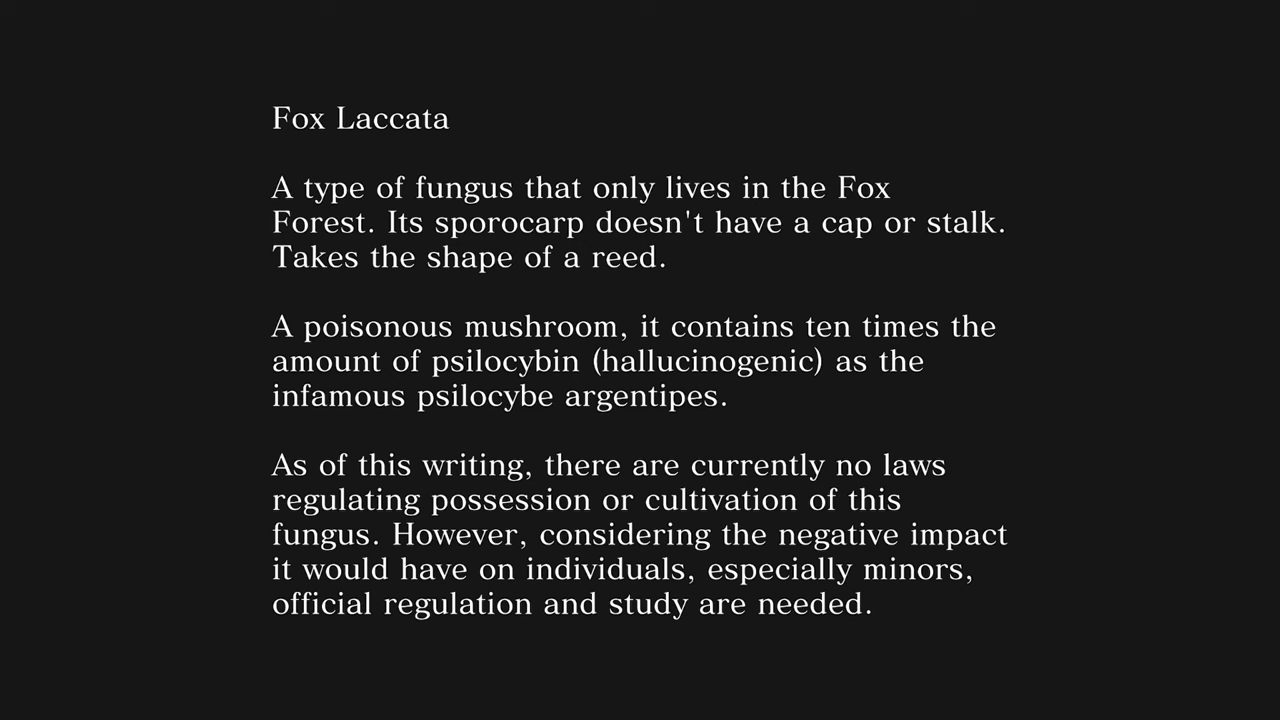 Fox Laccata
A type of fungus that only lives in the Fox
Forest. Its sporocarp doesn't have a cap or stalk.
Takes the shape of a reed.
A poisonous mushroom, it contains ten times the
amount of psilocybin (hallucinogenic) as the
infamous psilocybe argentipes.
As of this writing, there are currently no laws
regulating possession or cultivation of this
fungus. However, considering the negative impact
it would have on individuals, especially minors,
official regulation and study are needed.